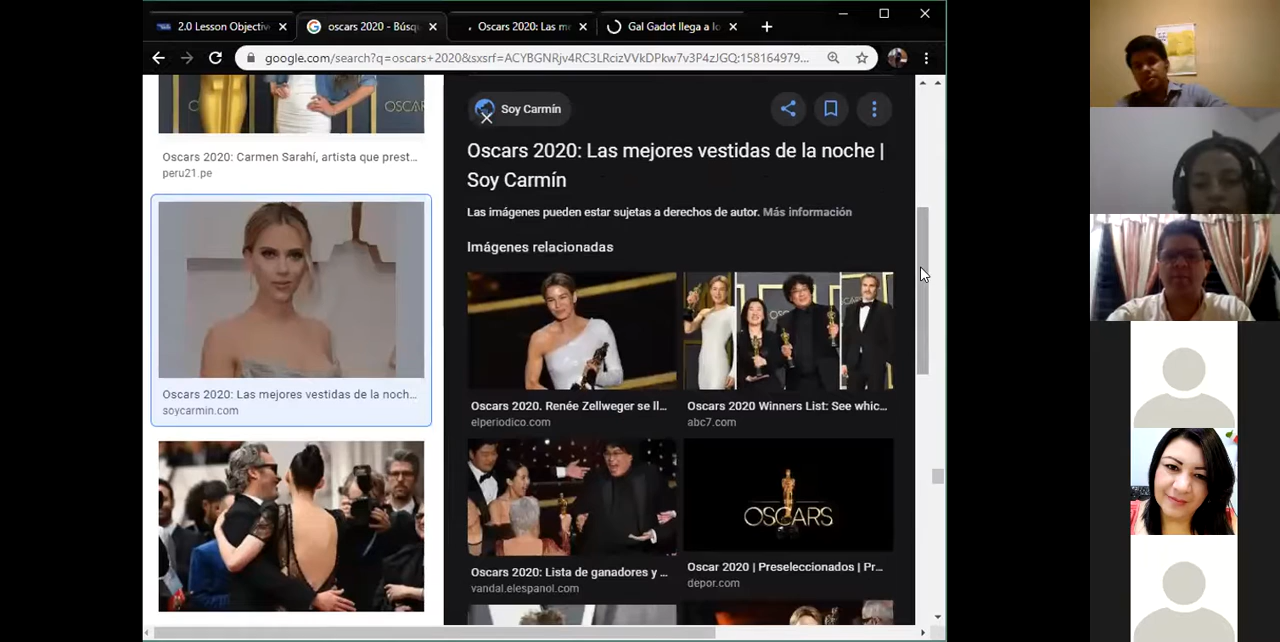 2.0 Lesson Objectiv
oscars 2020 - Búsq
Oscars 2020: Las m
Gal Gadot llega a lo
google.com/search?q=oscars+2020&sxsrf=ACYBGNRjv4RC3LRcizVVkDPkw7v3P4zJGQ:158164979...
OSCAR
Oscars 2020: Carmen Sarahí, artista que prest...
peru21.pe
Oscars 2020: Las mejores vestidas de la noche...
soycarmin.com
Soy Carmín
Oscars 2020: Las mejores vestidas de la noche |
Soy Carmín
Las imágenes pueden estar sujetas a derechos de autor. Más información
Imágenes relacionadas
Oscars 2020. Renée Zellweger se ll...
elperiodico.com
Oscars 2020 Winners List: See whic...
abc7.com
Oscars 2020: Lista de ganadores y ...
vandal.elespanol.com
OSCARS
Oscar 2020 | Preseleccionados | Pr...
depor.com